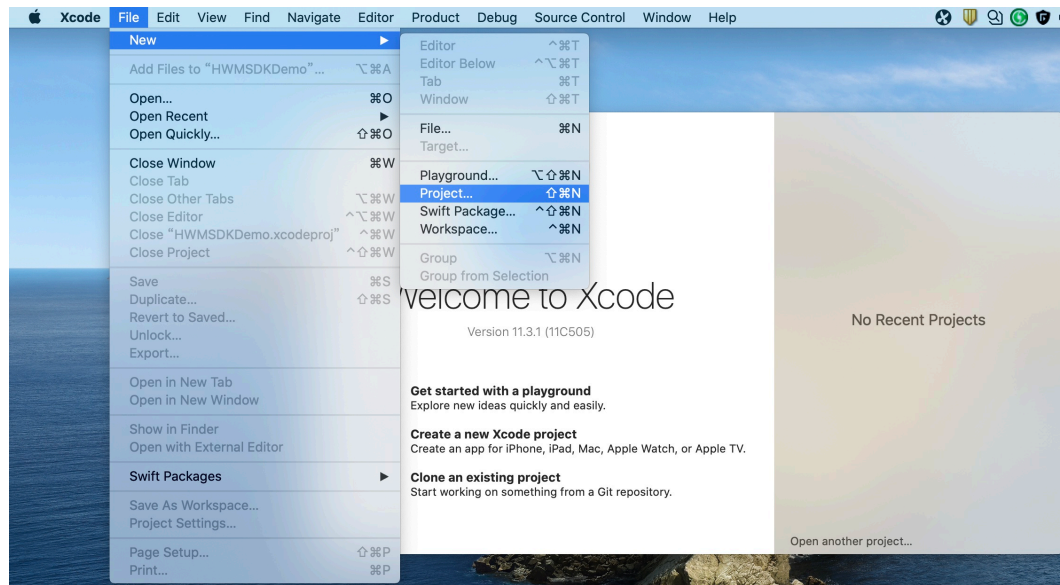 Xcode File Edit View Find Navigate Editor Product Debug Source Control Window Help
New ▶
Add Files to “HWMSDKDemo”... ⌥⌘A
Open... ⌘O
Open Recent ▶
Open Quickly... ⇧⌘O
Close Window ⌘W
Close Tab
Close Other Tabs ⌥⌘W
Close Editor ^⌥⌘W
Close “HWMSDKDemo.xcodeproj” ^⌘W
Close Project ^⇧⌘W
Save ⌘S
Duplicate... ⇧⌘S
Revert to Saved...
Unlock...
Export...
Open in New Tab
Open in New Window
Show in Finder
Open with External Editor
Swift Packages ▶
Save As Workspace...
Project Settings...
Page Setup... ⇧⌘P
Print... ⌘P
Editor ^⌘T
Editor Below ^⌥⌘T
Tab ⌘T
Window ⇧⌘T
File... ⌘N
Target...
Playground... ⌥⇧⌘N
Project... ⇧⌘N
Swift Package... ^⇧⌘N
Workspace... ^⌘N
Group ⌥⌘N
Group from Selection
Welcome to Xcode
Version 11.3.1 (11C505)
Get started with a playground
Explore new ideas quickly and easily.
Create a new Xcode project
Create an app for iPhone, iPad, Mac, Apple Watch, or Apple TV.
Clone an existing project
Start working on something from a Git repository.
No Recent Projects
Open another project...